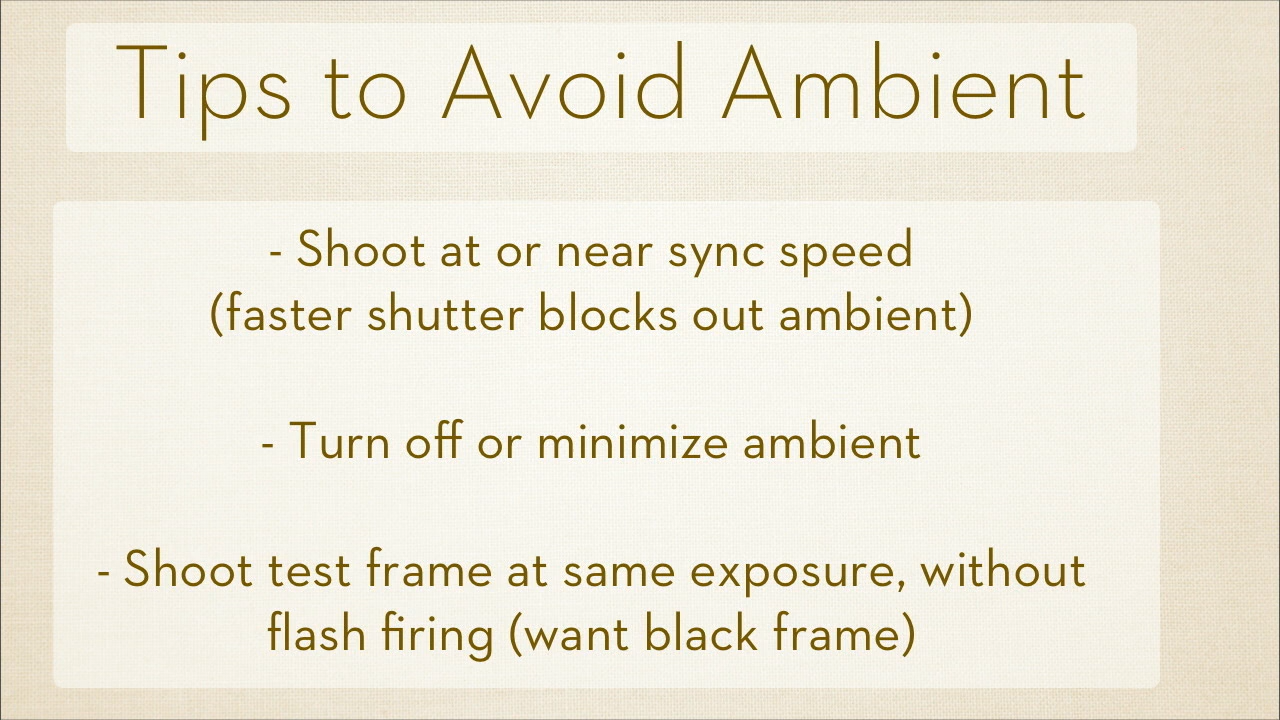 Tips to Avoid Ambient
- Shoot at or near sync speed
(faster shutter blocks out ambient)
- Turn off or minimize ambient
- Shoot test frame at same exposure, without
flash firing (want black frame)